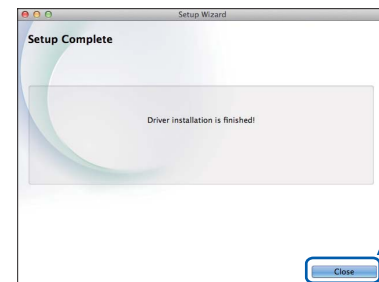 Setup Wizard
Setup Complete
Driver installation is finished!
Close